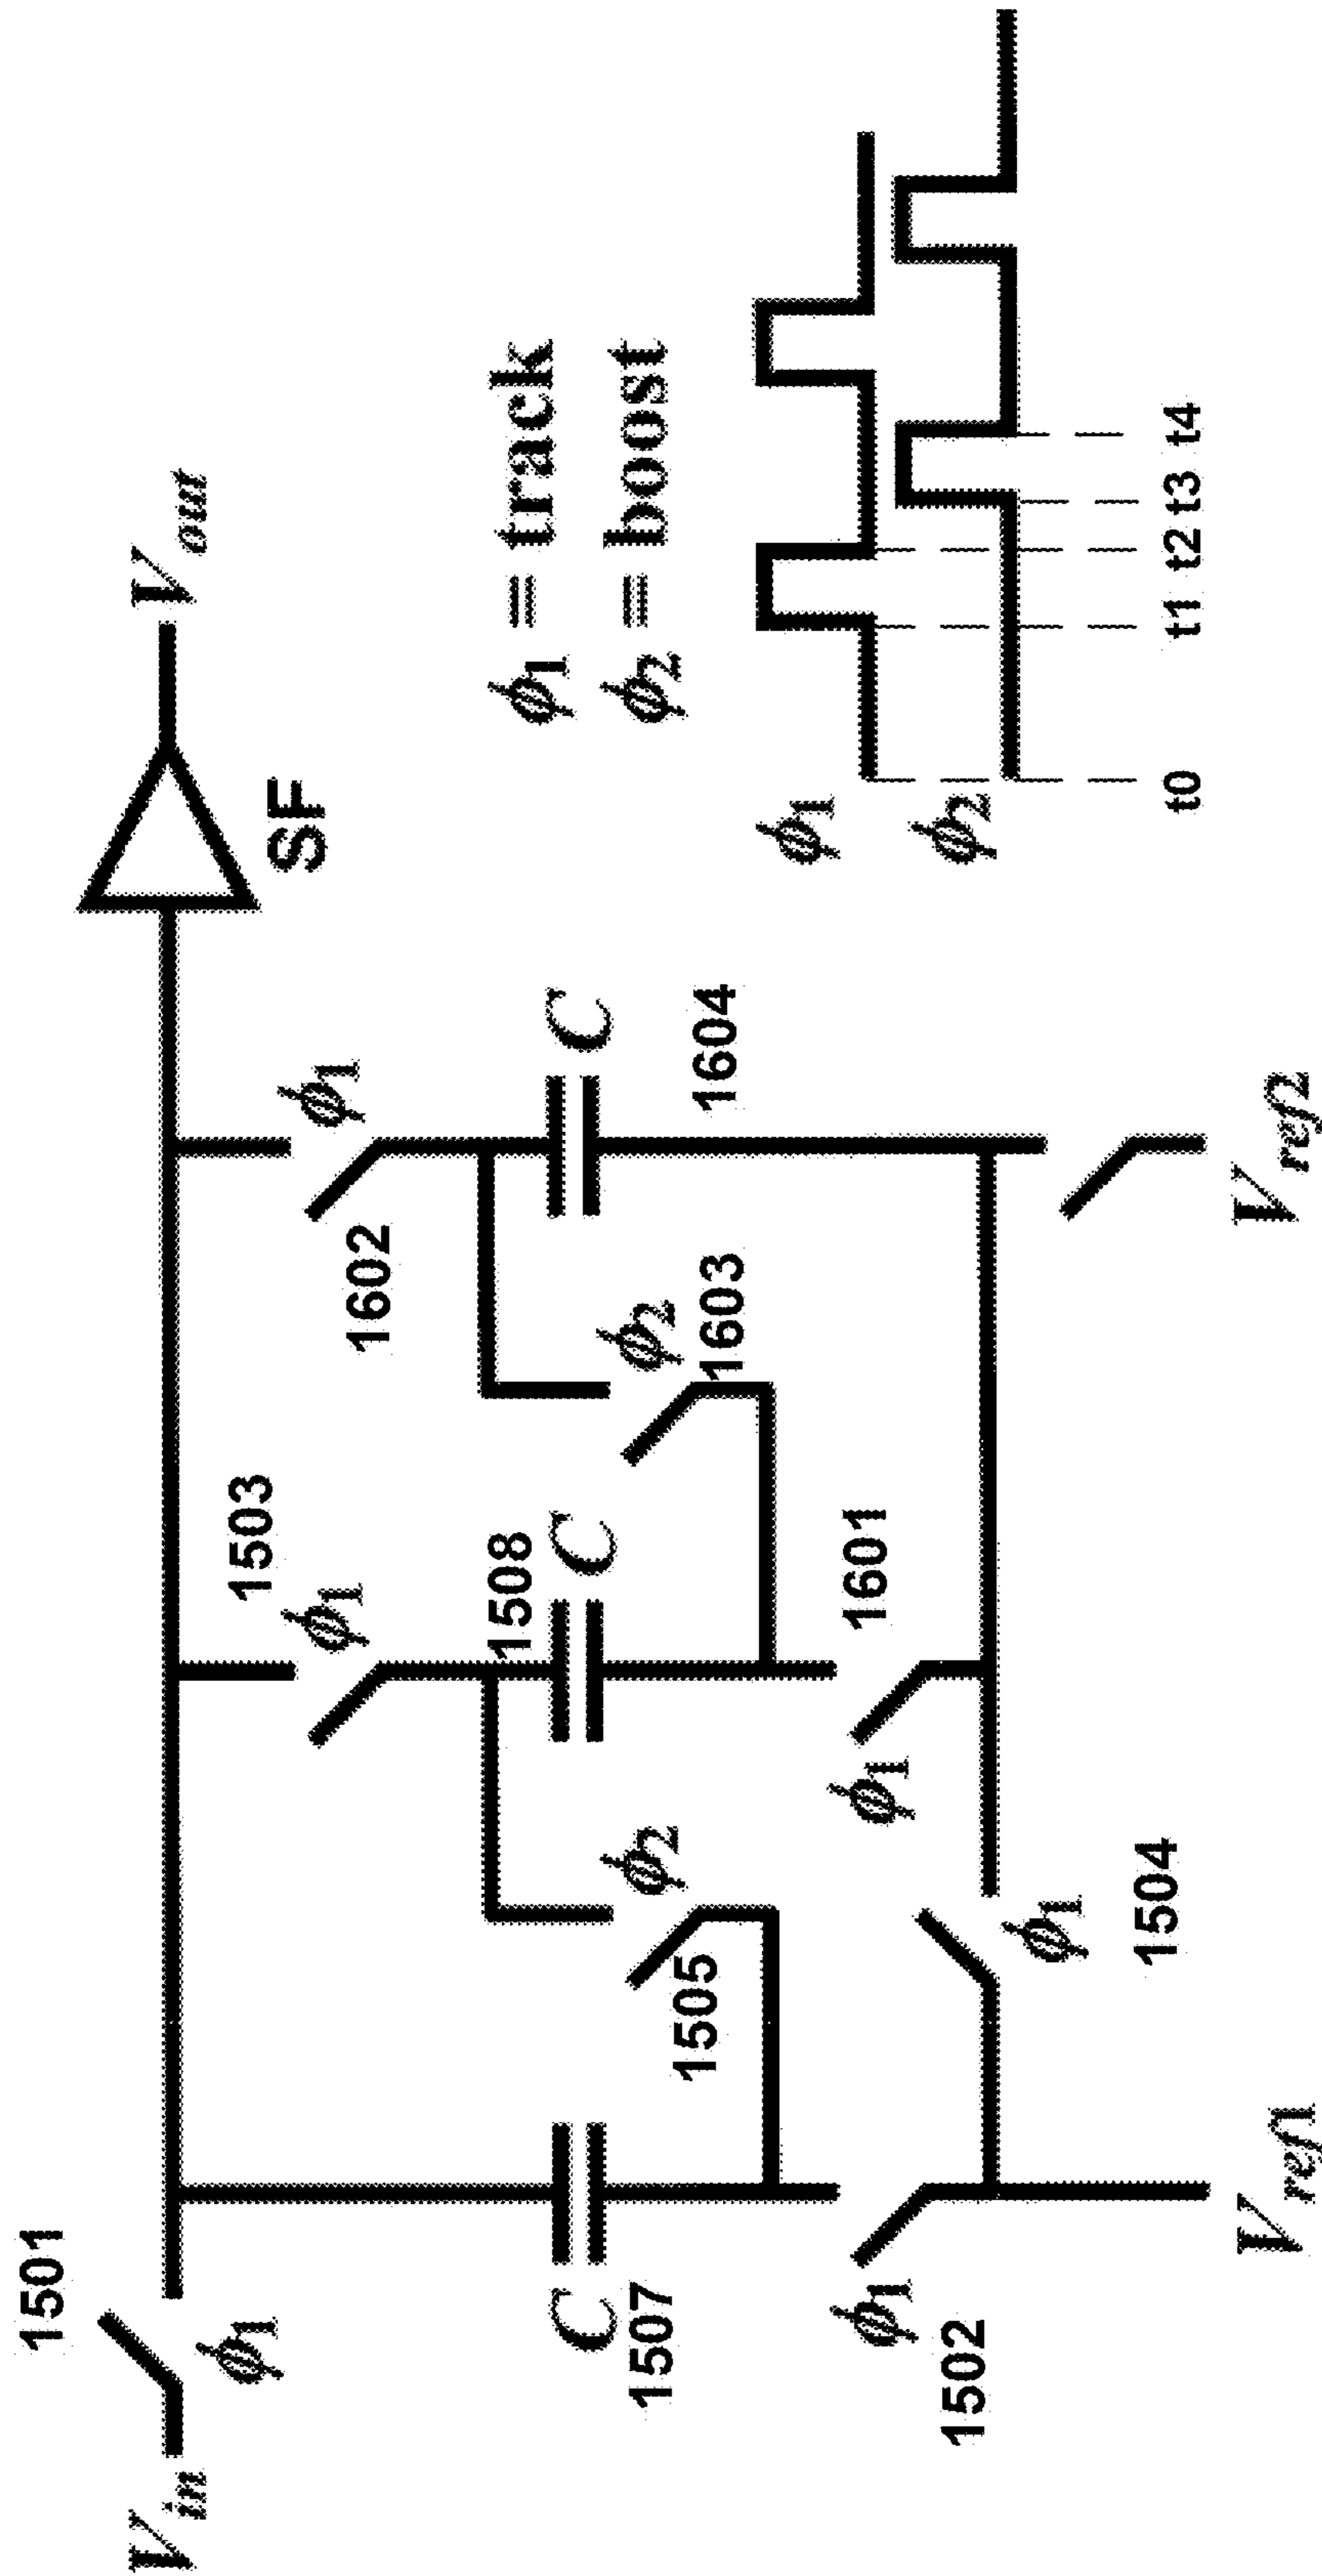 1501
V_in
ϕ1
C
1507
ϕ1
1502
V_ref1
1505
ϕ2
1503
ϕ1
1508
C
ϕ1
1601
ϕ1
1504
1602
ϕ1
ϕ2
1603
C
1604
V_ref2
SF
V_out
ϕ1 = track
ϕ2 = boost
ϕ1
ϕ2
t0 t1 t2 t3 t4